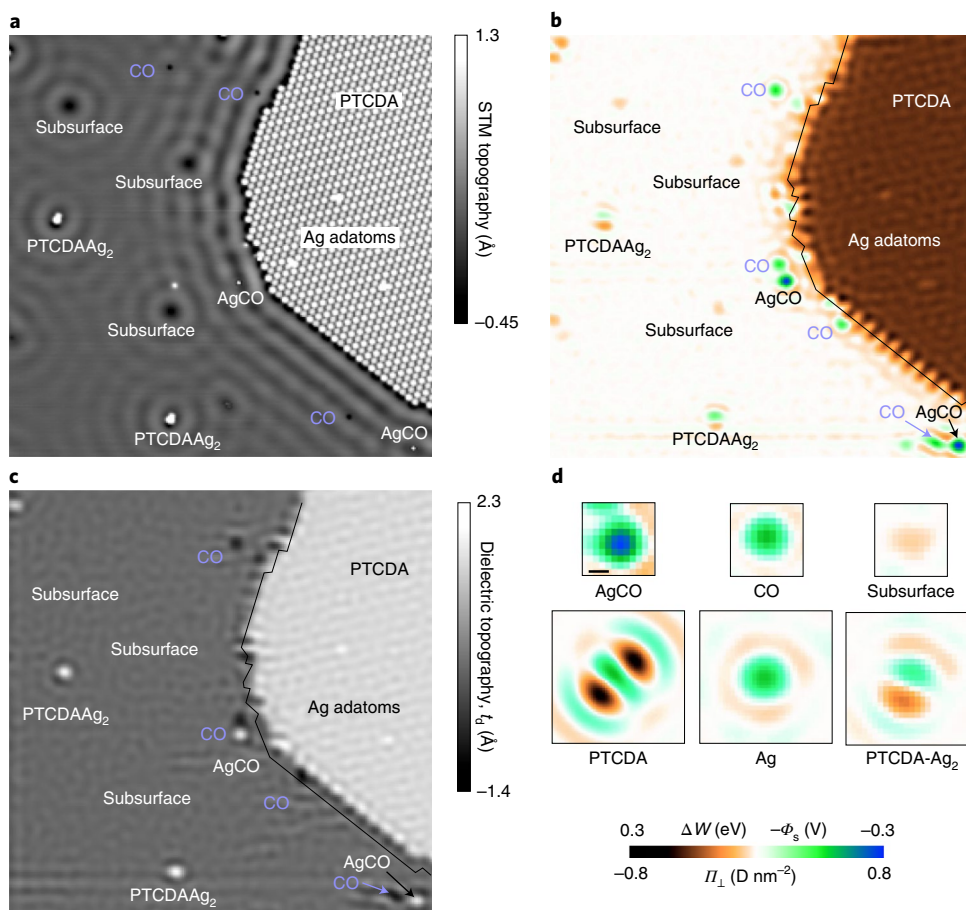 a
CO
CO
PTCDA
Subsurface
Subsurface
Ag adatoms
PTCDAAg₂
AgCO
Subsurface
CO
PTCDAAg₂
AgCO
1.3
STM topography (Å)
−0.45
b
CO
PTCDA
Subsurface
Subsurface
PTCDAAg₂
Ag adatoms
CO
AgCO
Subsurface
CO
AgCO
CO
PTCDAAg₂
c
CO
PTCDA
Subsurface
Subsurface
PTCDAAg₂
Ag adatoms
CO
AgCO
Subsurface
CO
AgCO
CO
PTCDAAg₂
2.3
Dielectric topography, t_d (Å)
−1.4
d
AgCO
CO
Subsurface
PTCDA
Ag
PTCDA-Ag₂
0.3 ΔW (eV) −Φₛ (V) −0.3
−0.8 Π⊥ (D nm⁻²) 0.8